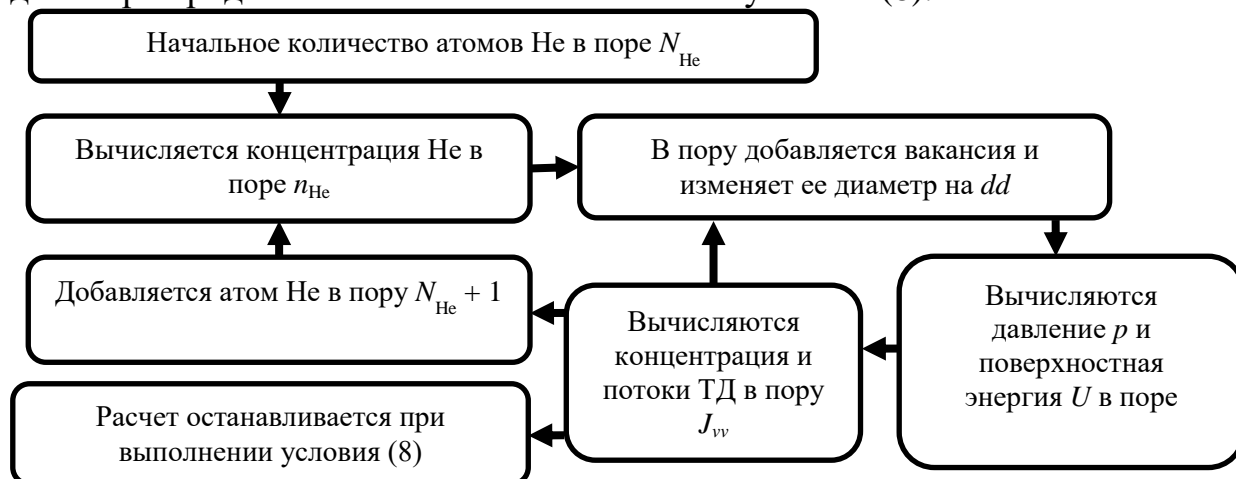 Начальное количество атомов He в поре N_He
Вычисляется концентрация He в
поре n_He
В пору добавляется вакансия и
изменяет ее диаметр на dd
Добавляется атом He в пору N_He + 1
Вычисляются
концентрация и
потоки ТД в пору
J_vv
Вычисляются
давление p и
поверхностная
энергия U в поре
Расчет останавливается при
выполнении условия (8)